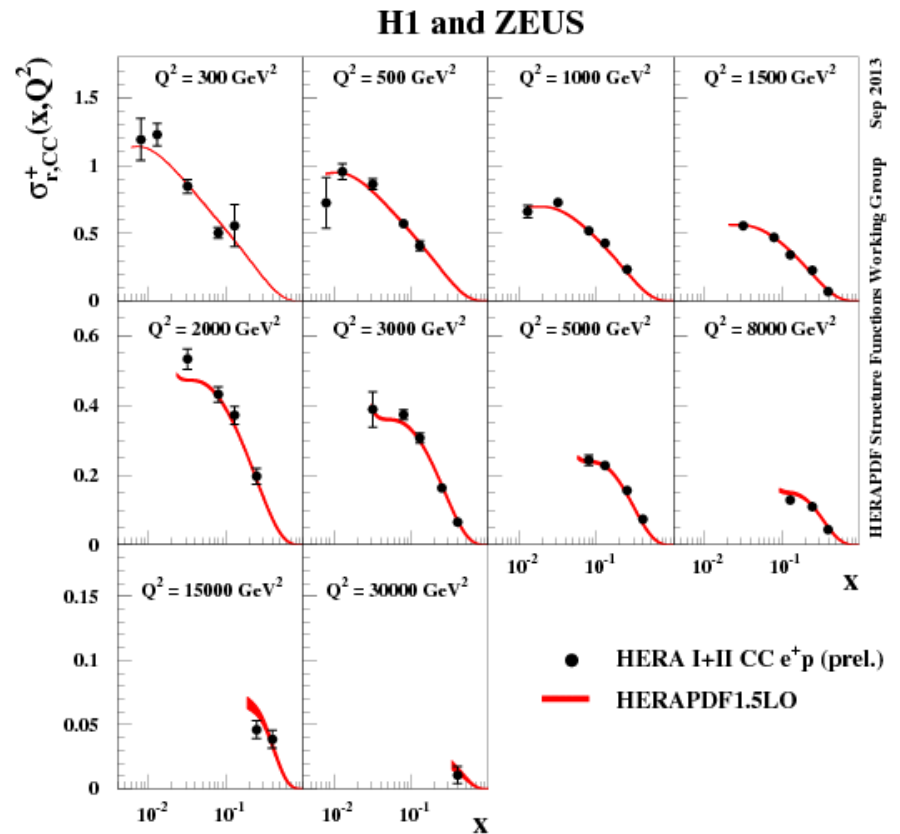 H1 and ZEUS
σ⁺r,CC(x,Q²)
Q² = 300 GeV²
Q² = 500 GeV²
Q² = 1000 GeV²
Q² = 1500 GeV²
1.5
1
0.5
0
Q² = 2000 GeV²
Q² = 3000 GeV²
Q² = 5000 GeV²
Q² = 8000 GeV²
0.6
0.4
0.2
0
10⁻² 10⁻¹ 10⁻² 10⁻¹
x
Q² = 15000 GeV²
Q² = 30000 GeV²
0.15
0.1
0.05
0
10⁻² 10⁻¹ 10⁻² 10⁻¹
x
HERA I+II CC e⁺p (prel.)
HERAPDF1.5LO
HERAPDF Structure Functions Working Group Sep 2013